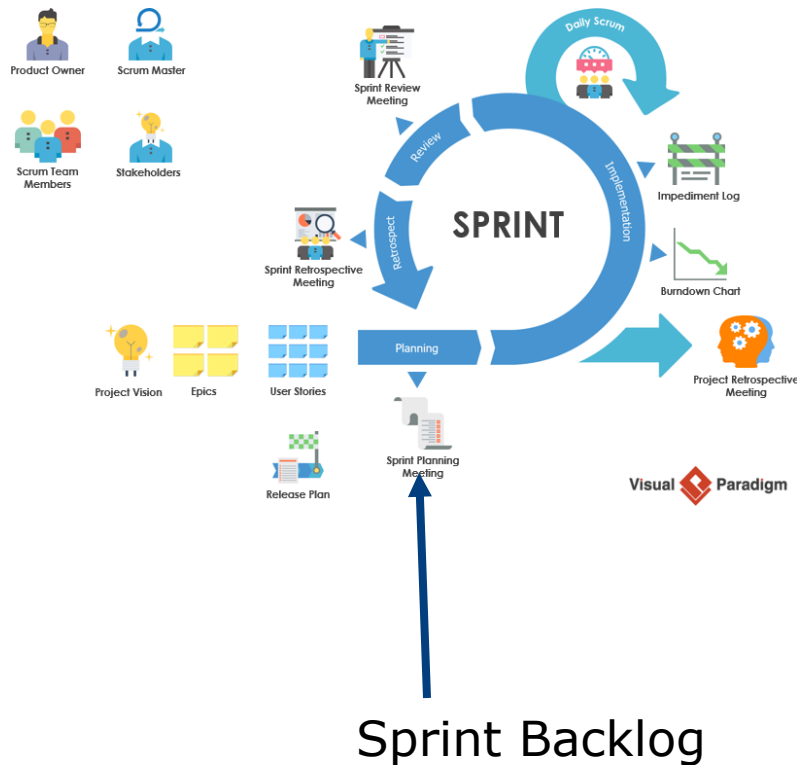 Product Owner
Scrum Master
Scrum Team
Members
Stakeholders
Sprint Review
Meeting
Daily Scrum
Review
Implementation
Impediment Log
SPRINT
Retrospect
Sprint Retrospective
Meeting
Burndown Chart
Planning
Project Vision
Epics
User Stories
Project Retrospective
Meeting
Sprint Planning
Meeting
Release Plan
Visual Paradigm
Sprint Backlog